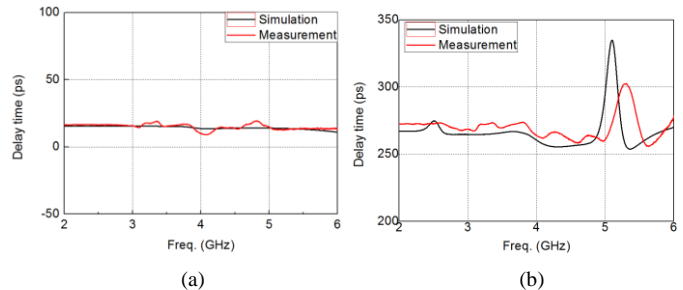 100
50
0
-50
2
3
4
5
6
Delay time (ps)
Freq. (GHz)
Simulation
Measurement
(a)
350
300
250
200
2
3
4
5
6
Delay time (ps)
Freq. (GHz)
Simulation
Measurement
(b)